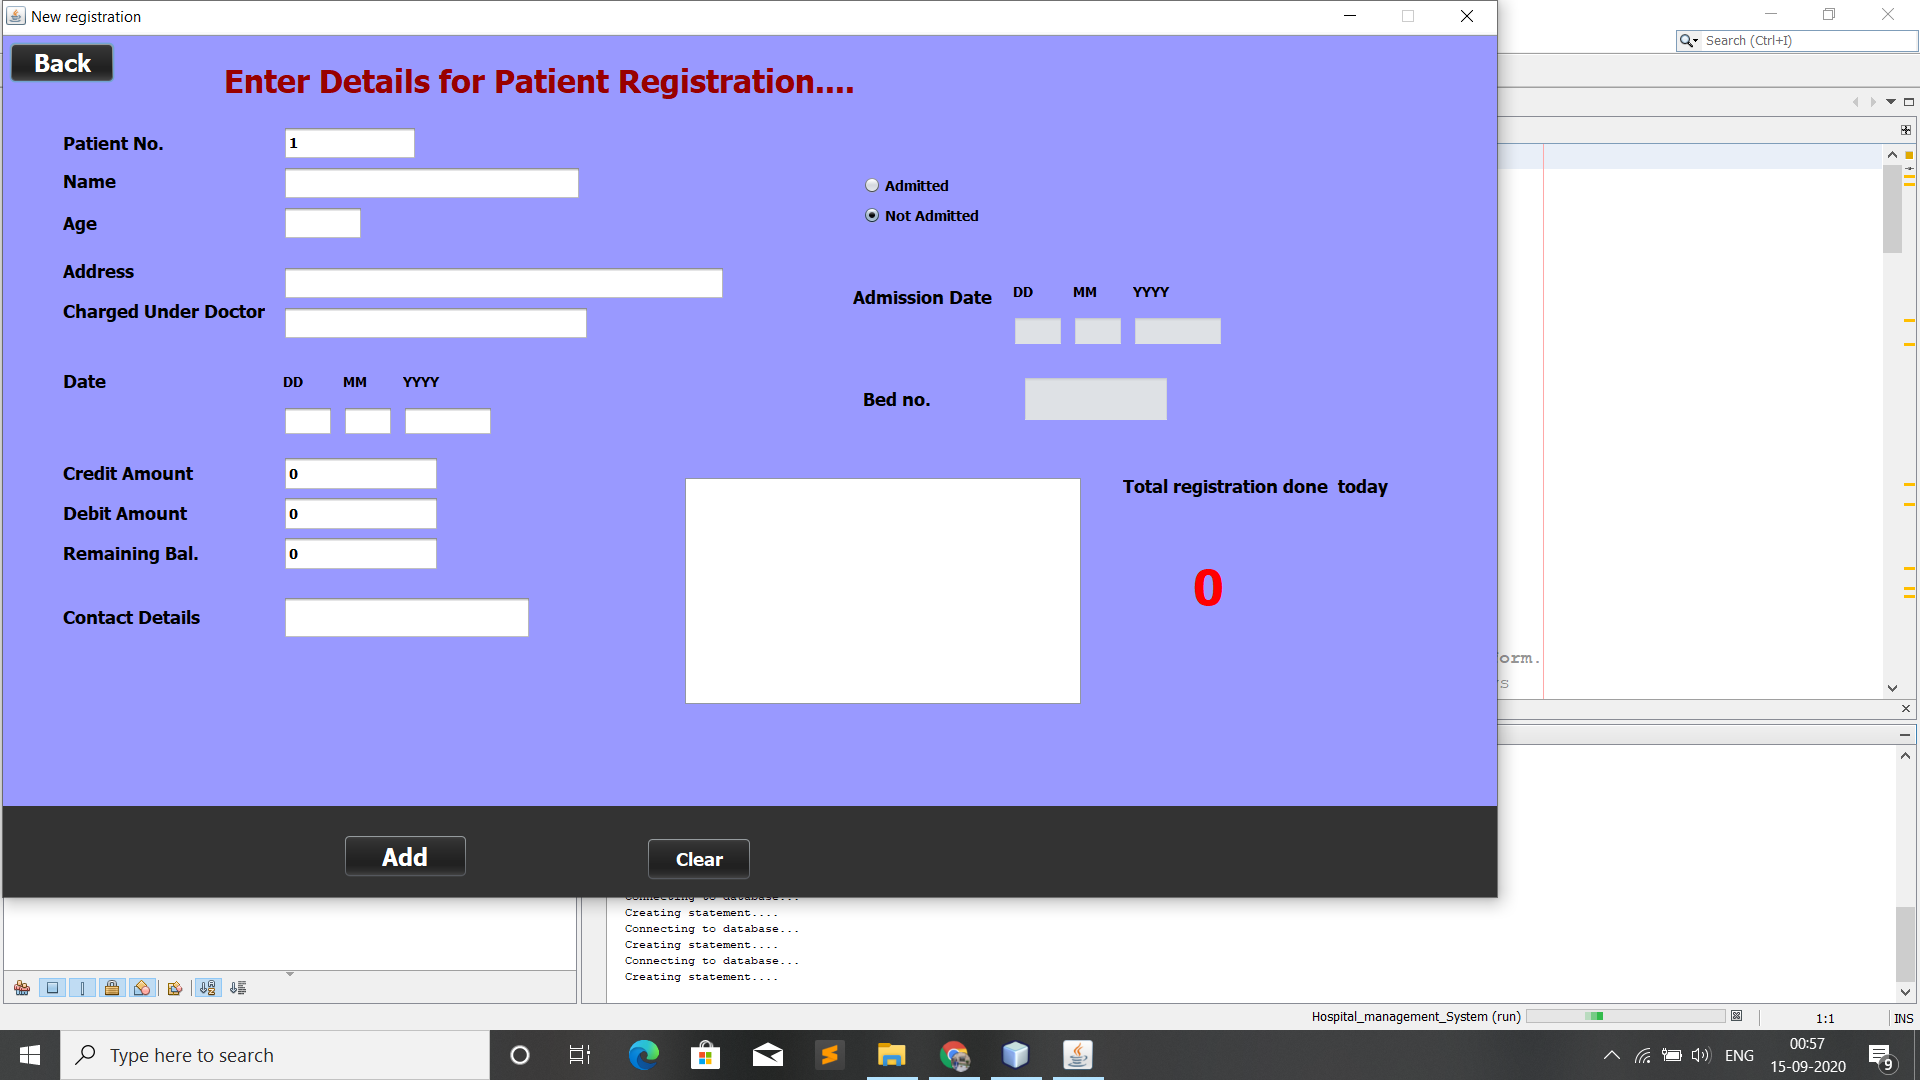 New registration
Search (Ctrl+I)
Back
Enter Details for Patient Registration....
Patient No.
1
Name
Age
Address
Charged Under Doctor
Date
DD MM YYYY
Credit Amount
0
Debit Amount
0
Remaining Bal.
0
Contact Details
Admitted
Not Admitted
Admission Date
DD MM YYYY
Bed no.
Total registration done  today
0
orm.
s
Add
Clear
Connecting to database...
Creating statement....
Connecting to database...
Creating statement....
Connecting to database...
Creating statement....
Hospital_management_System (run)
1:1
INS
Type here to search
ENG
00:57
15-09-2020
9